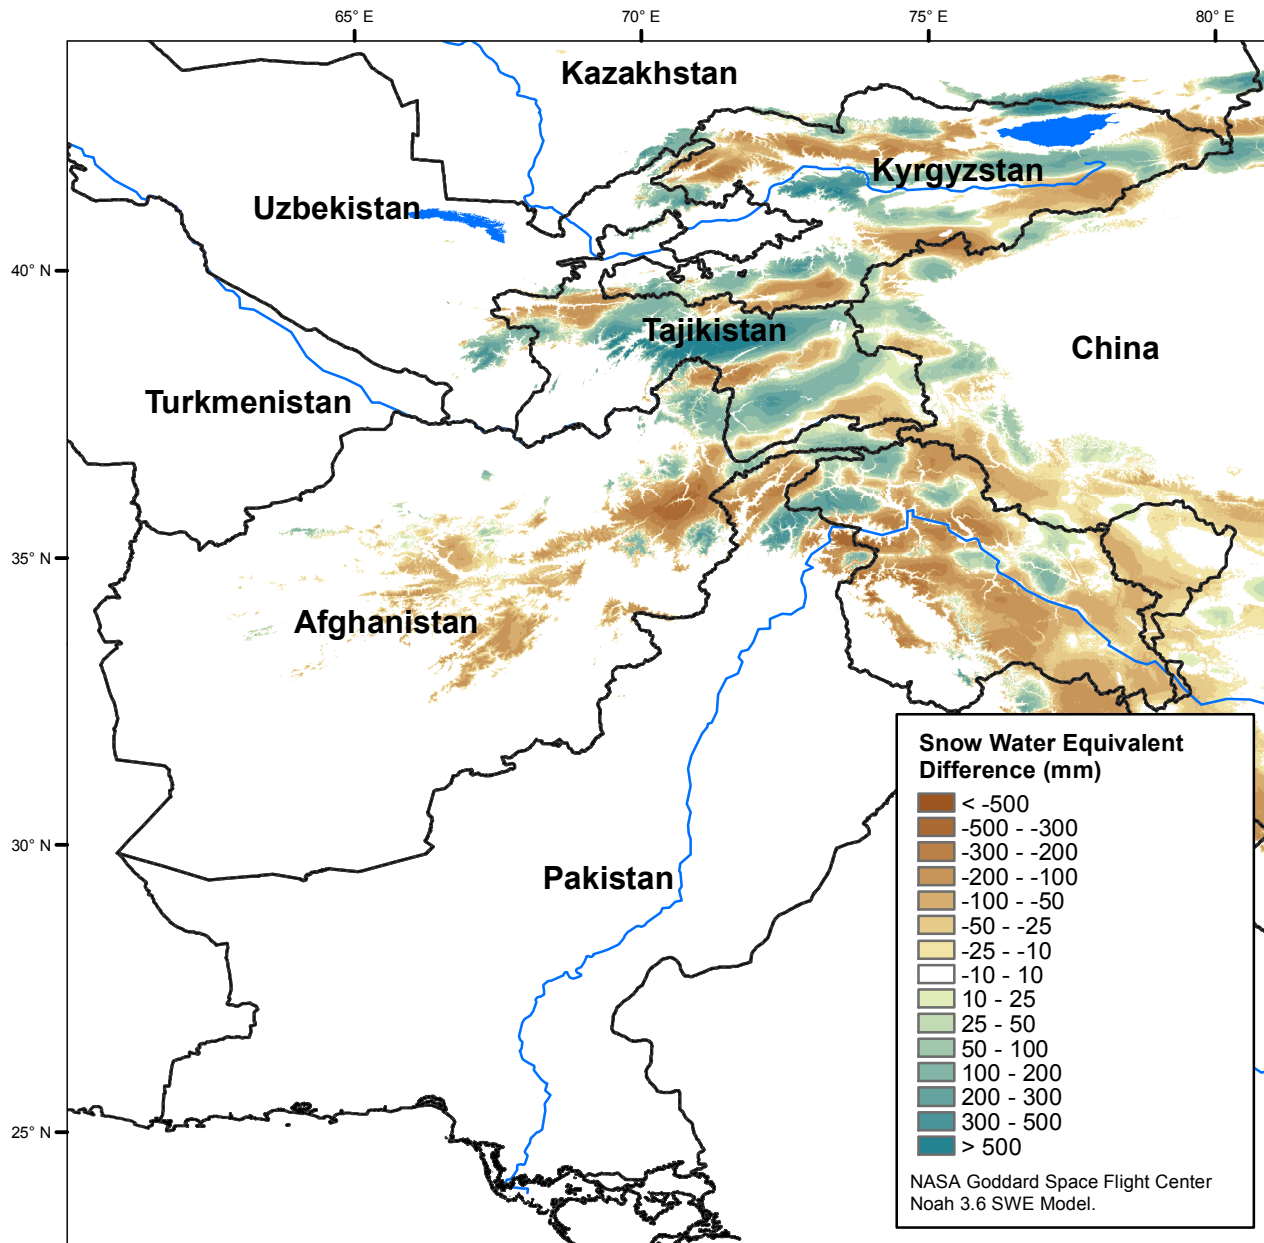 65° E
70° E
75° E
80° E
Kazakhstan
Kyrgyzstan
Uzbekistan
40° N
Tajikistan
China
Turkmenistan
35° N
Afghanistan
30° N
Pakistan
25° N
Snow Water Equivalent
Difference (mm)
< -500
-500 - -300
-300 - -200
-200 - -100
-100 - -50
-50 - -25
-25 - -10
-10 - 10
10 - 25
25 - 50
50 - 100
100 - 200
200 - 300
300 - 500
> 500
NASA Goddard Space Flight Center
Noah 3.6 SWE Model.